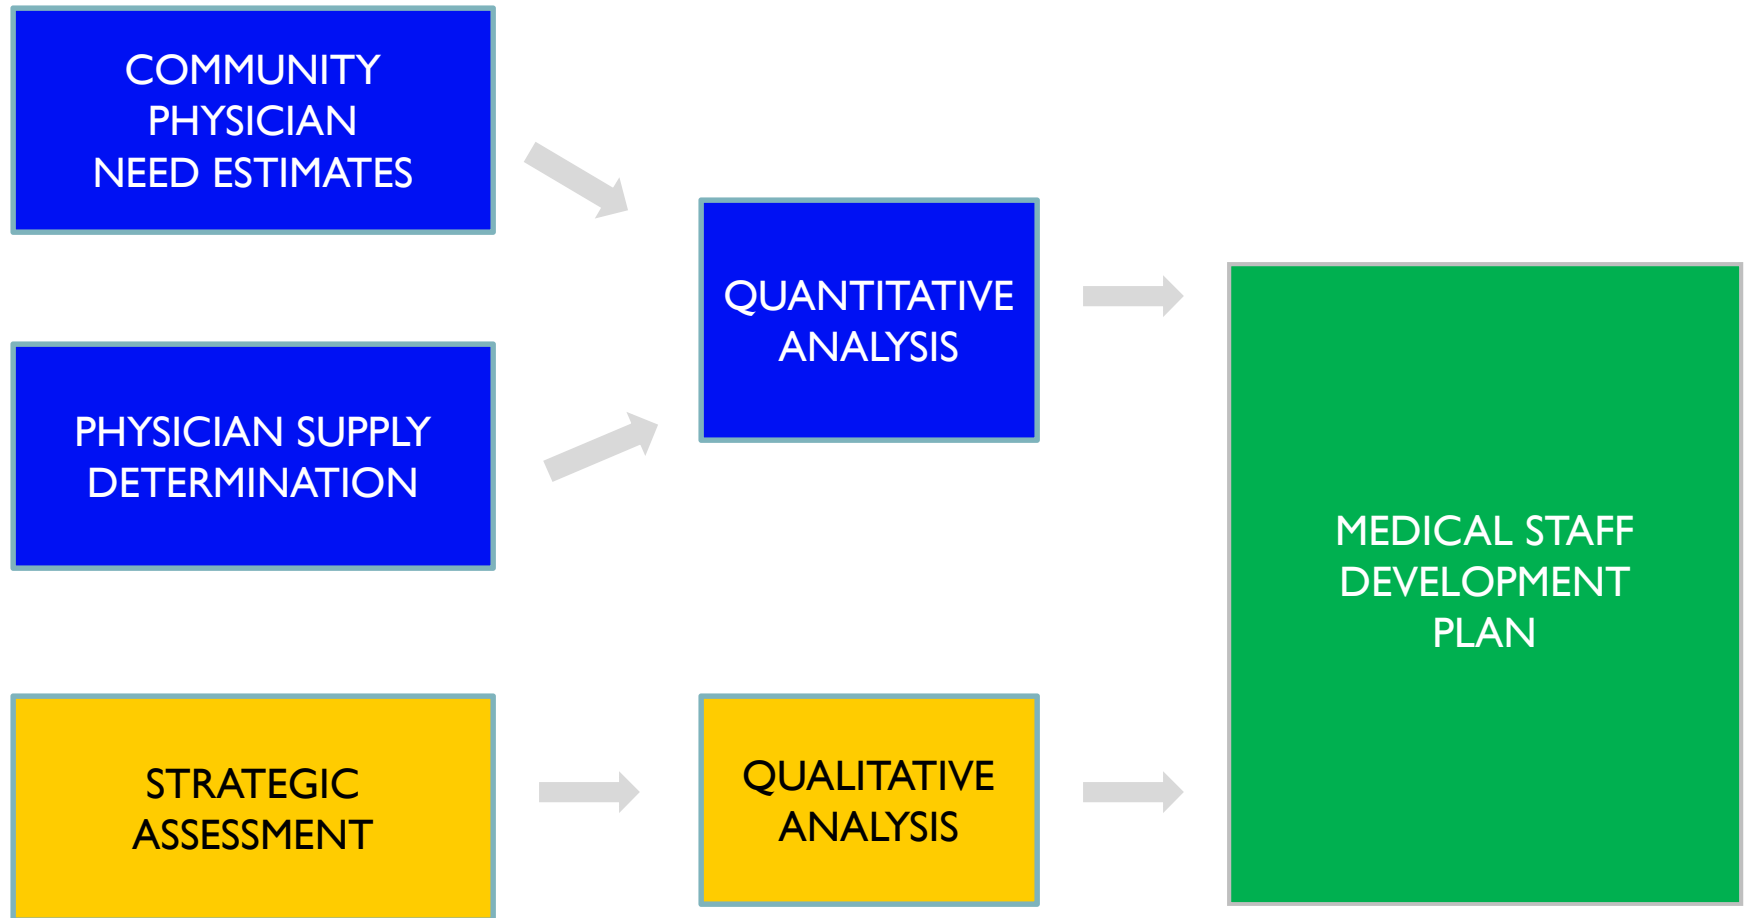 COMMUNITY
PHYSICIAN
NEED ESTIMATES
PHYSICIAN SUPPLY
DETERMINATION
STRATEGIC
ASSESSMENT
QUANTITATIVE
ANALYSIS
QUALITATIVE
ANALYSIS
MEDICAL STAFF
DEVELOPMENT
PLAN